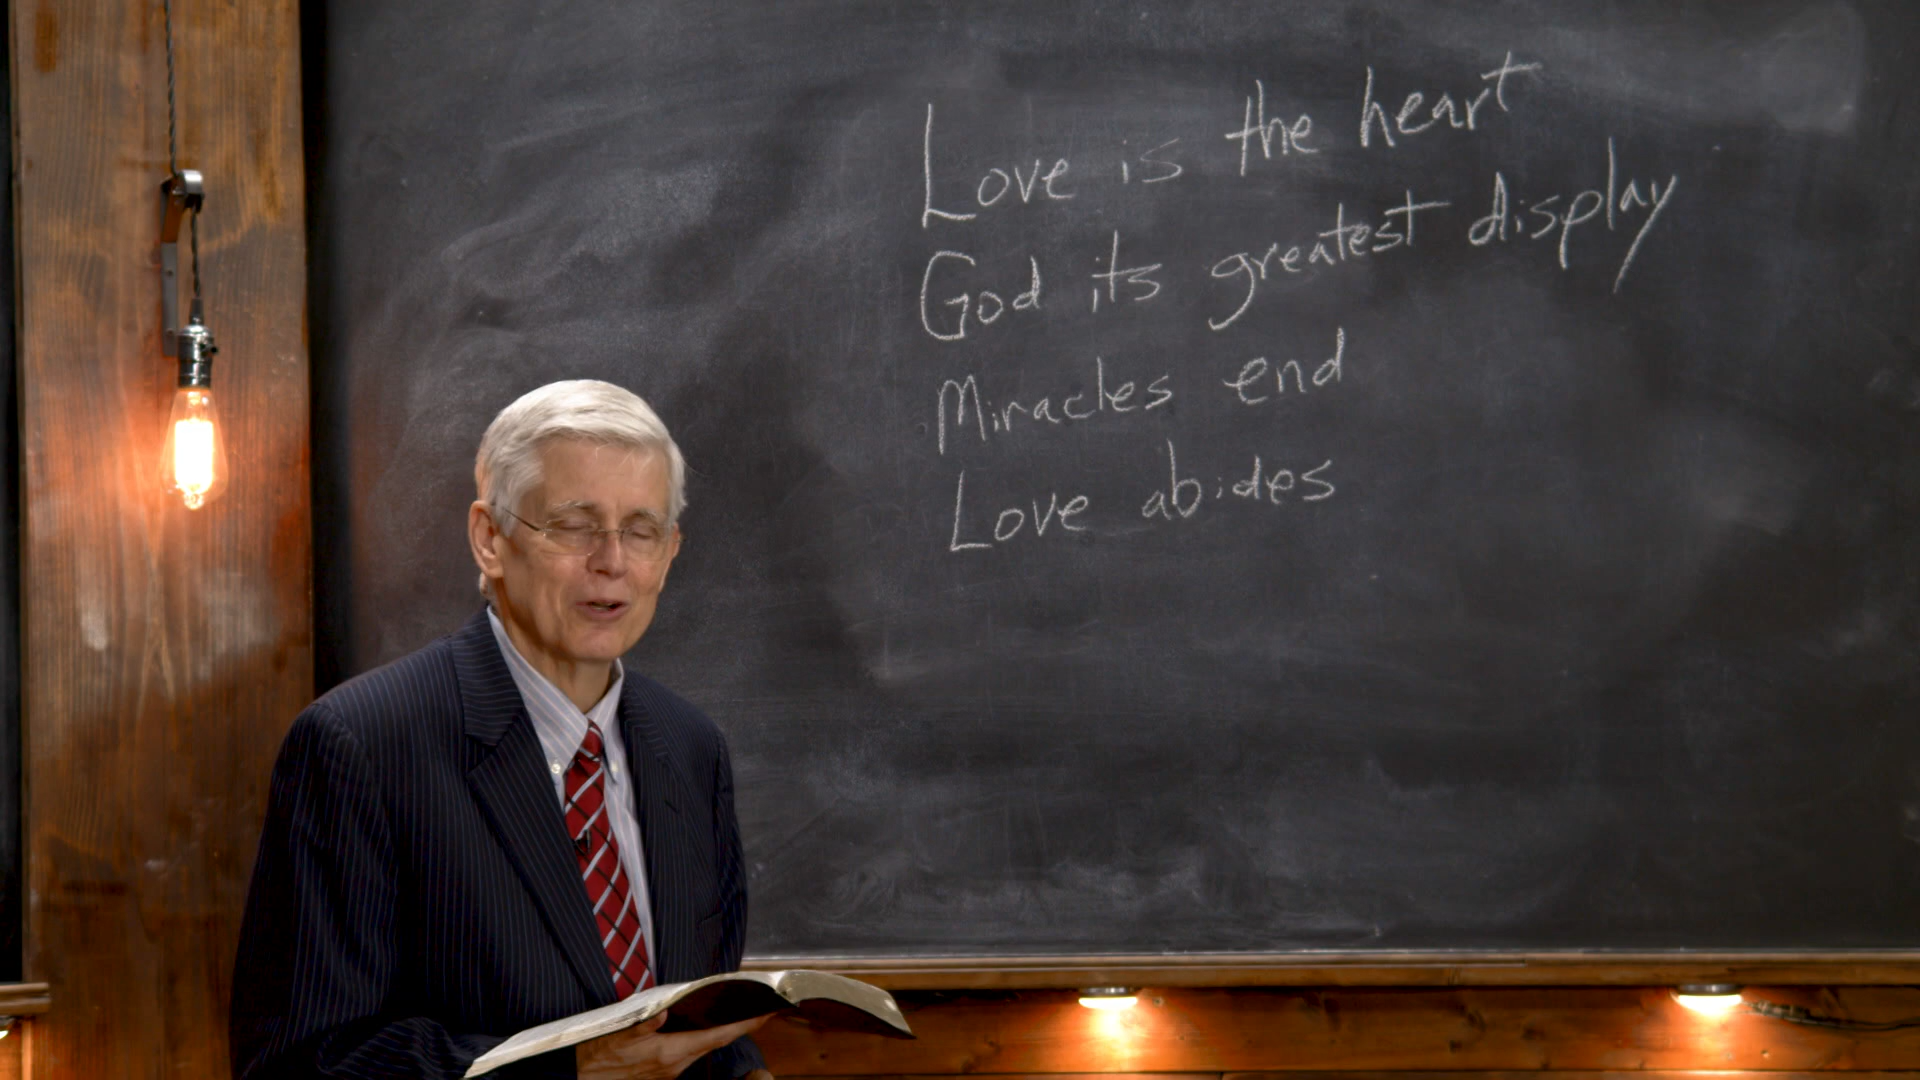 Love is the heart
God its greatest display
Miracles end
Love abides